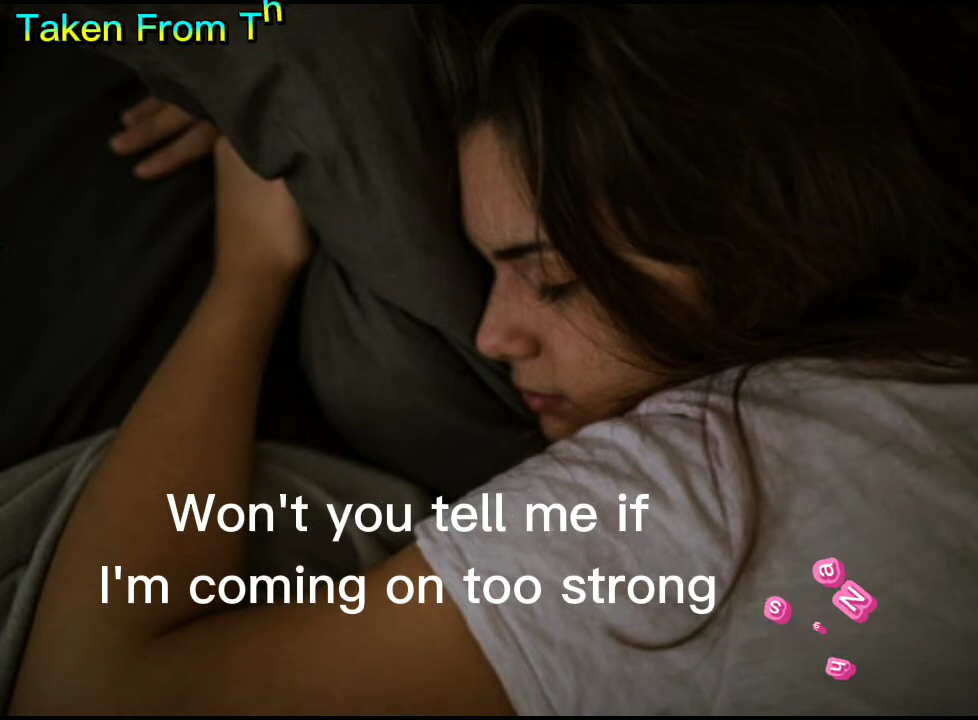 Taken From Th
Won't you tell me if
I'm coming on too strong
a
N
s
e
h